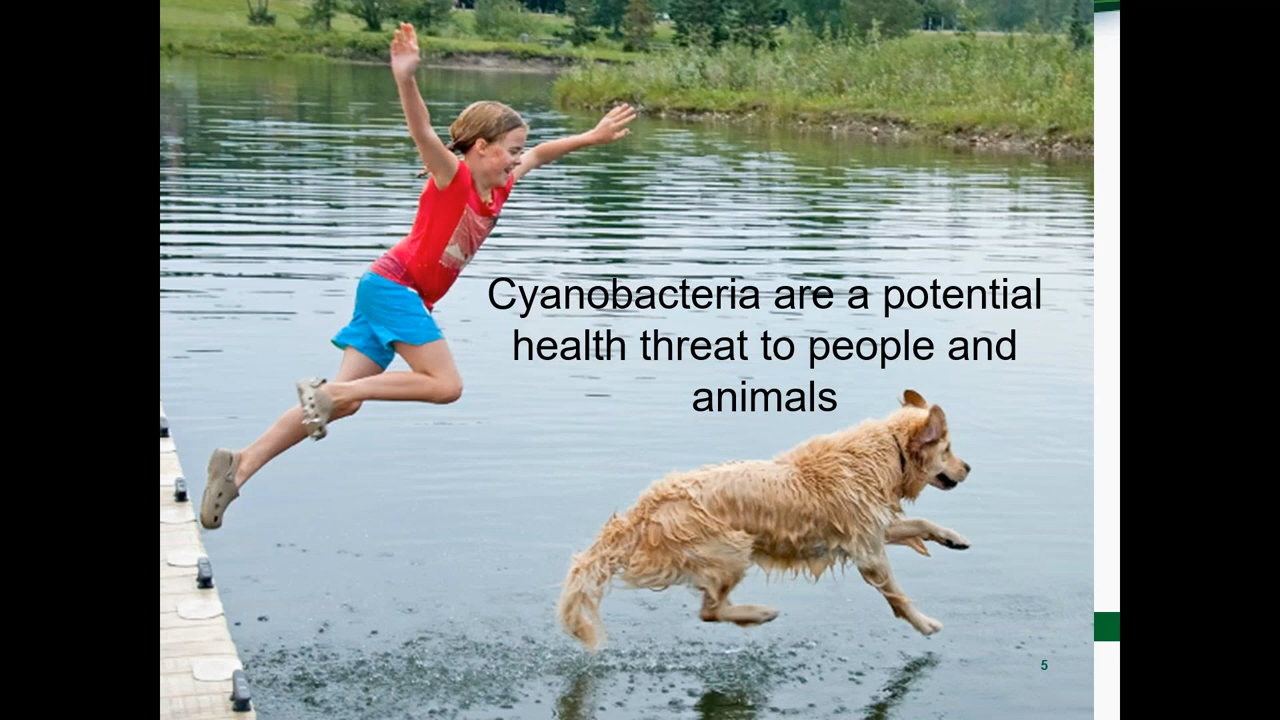 Cyanobacteria are a potential
health threat to people and
animals
5